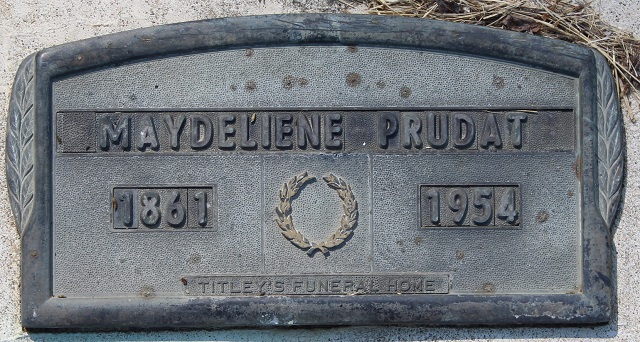 MAYDELIENE PRUDAT
1861 1954
TITLEY'S FUNERAL HOME